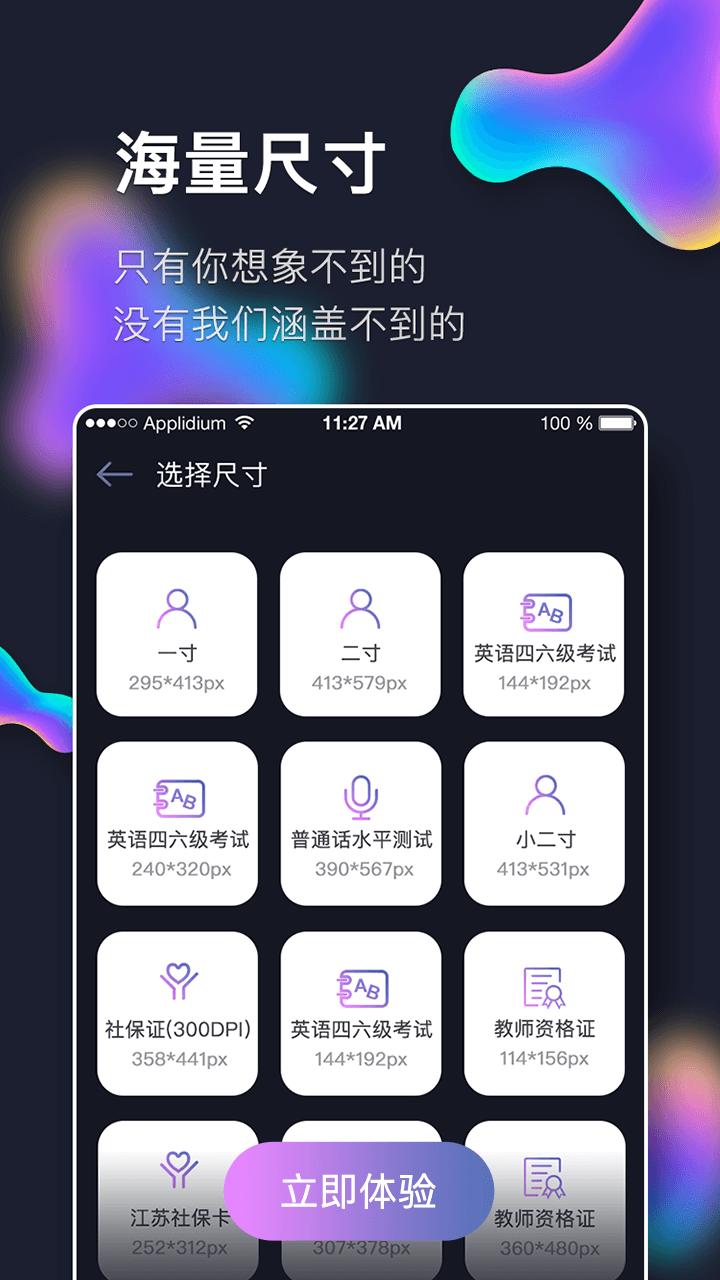 海量尺寸
只有你想象不到的
没有我们涵盖不到的
Applidium 11:27 AM 100 %
选择尺寸
一寸 二寸 英语四六级考试
295*413px 413*579px 144*192px
英语四六级考试 普通话水平测试 小二寸
240*320px 390*567px 413*531px
社保证(300DPI) 英语四六级考试 教师资格证
358*441px 144*192px 114*156px
江苏社保卡 立即体验 教师资格证
252*312px 307*378px 360*480px